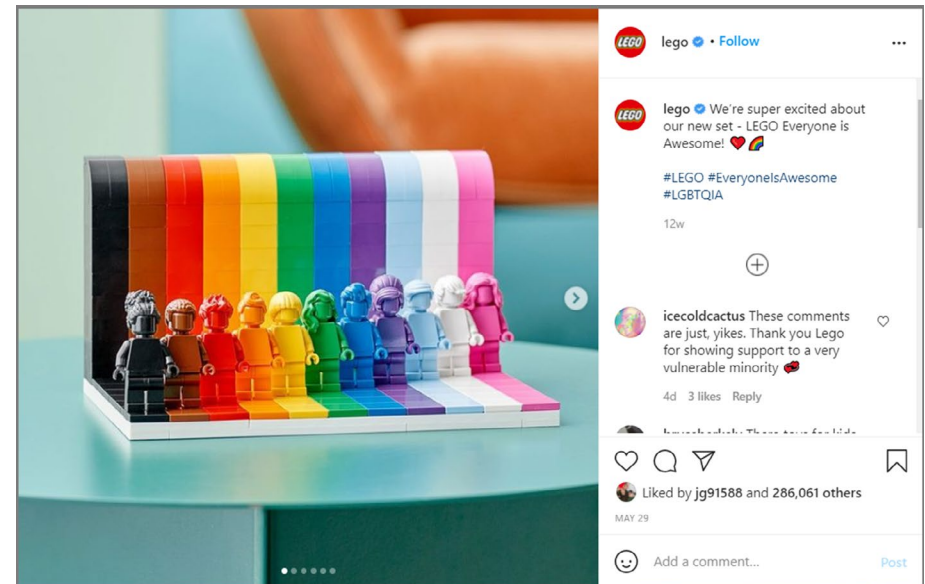 LEGO lego • Follow
LEGO lego We're super excited about
our new set - LEGO Everyone is
Awesome! ❤️🌈
#LEGO #EveryoneIsAwesome
#LGBTQIA
12w
icecoldcactus These comments
are just, yikes. Thank you Lego
for showing support to a very
vulnerable minority 💞
4d 3 likes Reply
Liked by jg91588 and 286,061 others
MAY 29
Add a comment... Post